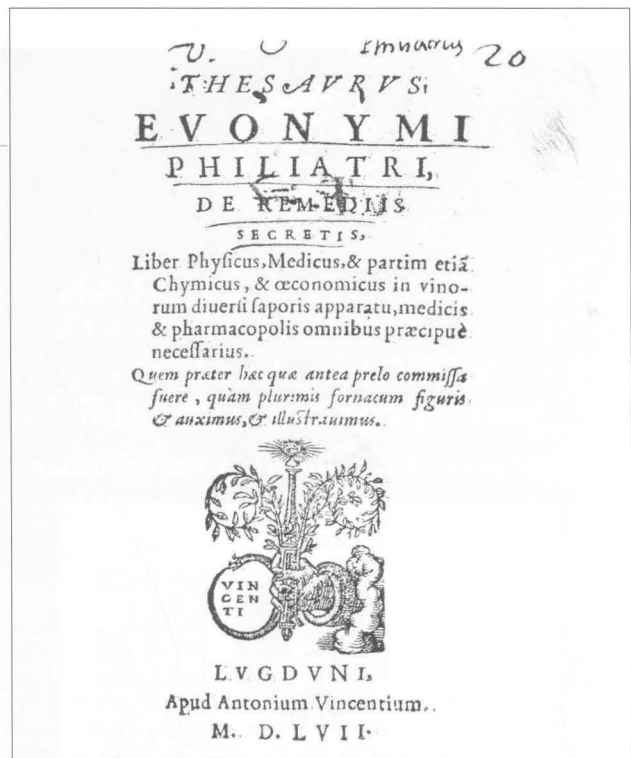 20
THESAVRVS
EVONYMI
PHILIATRI,
DE REMEDIIS
SECRETIS,
Liber Physicus, Medicus, & partim etiã
Chymicus, & œconomicus in vino-
rum diuersi saporis apparatu, medicis
& pharmacopolis omnibus præcipuè
necessarius.
Quem præter hæc quæ antea prelo commissa
fuere, quàm plurimis fornacum figuris
& auximus, & illustrauimus.
VIN
CEN
TI
LVGDVNI,
Apud Antonium Vincentium.
M. D. LVII.